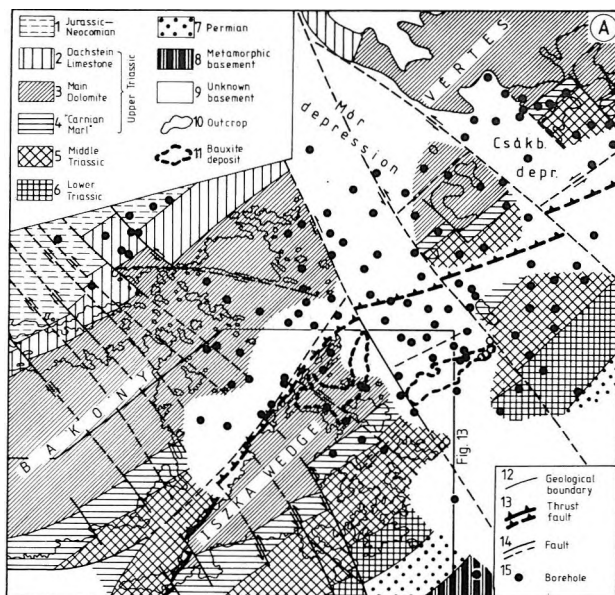 1 Jurassic-
Neocomian
2 Dachstein
Limestone
3 Main
Dolomite
4 "Carnian
Marl"
Upper Triassic
5 Middle
Triassic
6 Lower
Triassic
7 Permian
8 Metamorphic
basement
9 Unknown
basement
10 Outcrop
11 Bauxite
deposit
A
VÉRTES
Mór
depression
Csákb.
depr.
BAKONY
ISZKA WEDGE
Fig. 13
12 Geological
boundary
13 Thrust
fault
14 Fault
15 Borehole